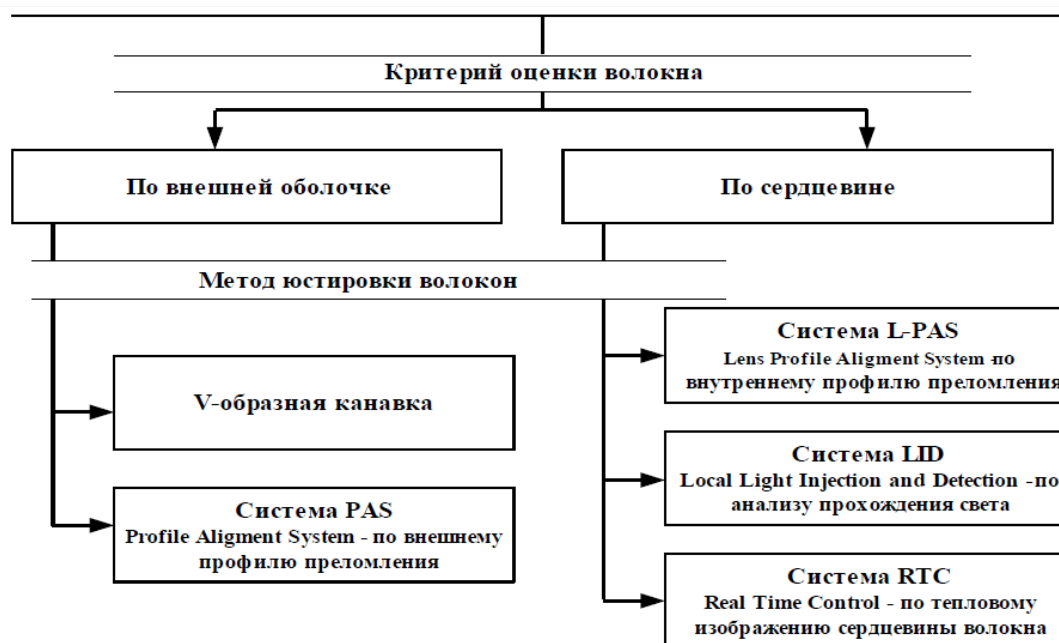 Критерий оценки волокна
По внешней оболочке
По сердцевине
Метод юстировки волокон
V-образная канавка
Система PAS
Profile Aligment System - по внешнему
профилю преломления
Система L-PAS
Lens Profile Aligment System -по
внутреннему профилю преломления
Система LID
Local Light Injection and Detection -по
анализу прохождения света
Система RTC
Real Time Control - по тепловому
изображению сердцевины волокна